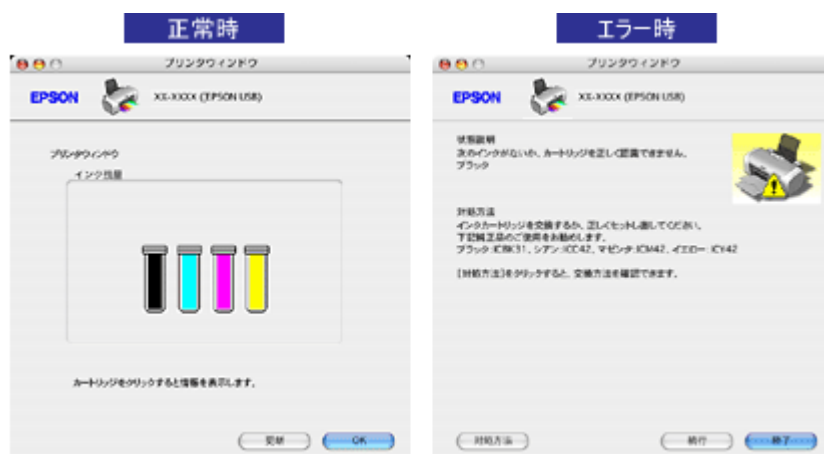 正常時
プリンタウィンドウ
EPSON
XX-XXXX (EPSON USB)
プリンタウィンドウ
インク残量
カートリッジをクリックすると情報を表示します。
更新
OK
エラー時
プリンタウィンドウ
EPSON
XX-XXXX (EPSON USB)
状態説明
次のインクがないか、カートリッジを正しく認識できません。
ブラック
対処方法
インクカートリッジを交換するか、正しくセットし直してください。
下記純正品のご使用をお勧めします。
ブラック:ICBK31, シアン:ICC42, マゼンタ:ICM42, イエロー:ICY42
[対処方法]をクリックすると、交換方法を確認できます。
対処方法
続行
終了